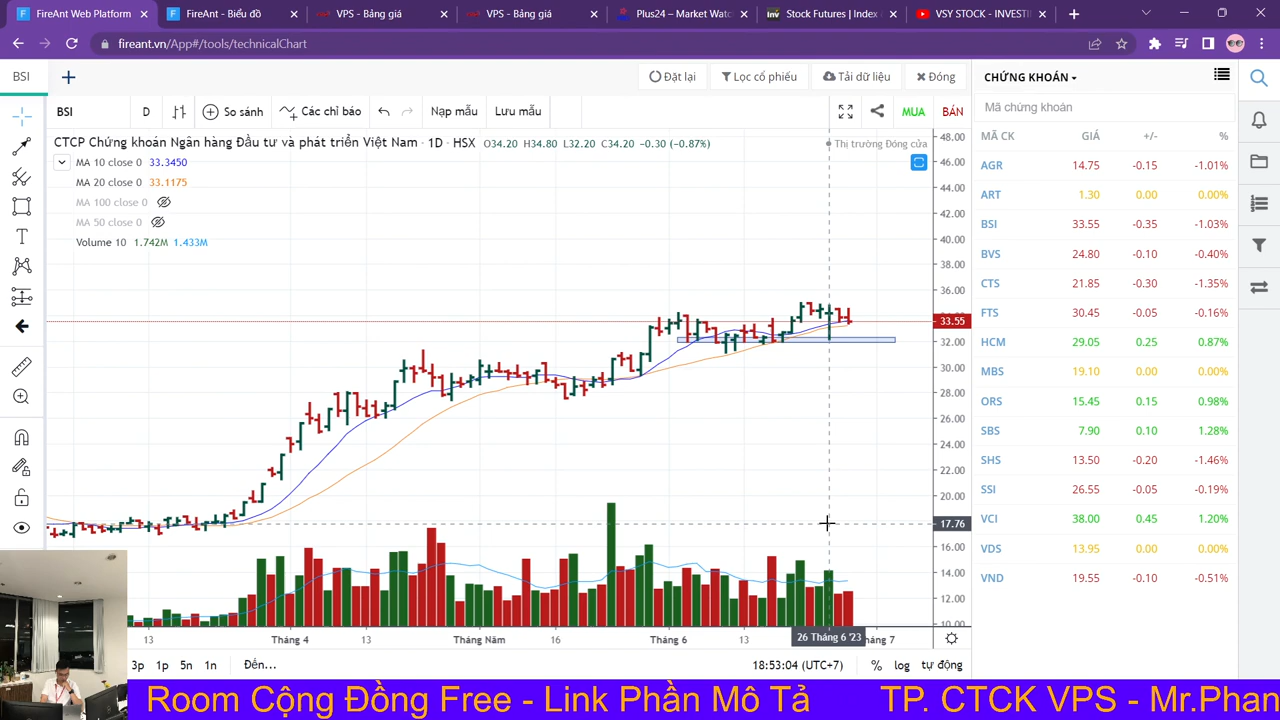 FireAnt Web Platform
FireAnt - Biểu đồ
VPS - Bảng giá
VPS - Bảng giá
Plus24 – Market Watch
Stock Futures | Index
VSY STOCK - INVESTI
fireant.vn/App#/tools/technicalChart
BSI
Đặt lại
Lọc cổ phiếu
Tải dữ liệu
Đóng
CHỨNG KHOÁN
BSI
D
So sánh
Các chỉ báo
Nạp mẫu
Lưu mẫu
MUA
BÁN
Mã chứng khoán
CTCP Chứng khoán Ngân hàng Đầu tư và phát triển Việt Nam · 1D · HSX O34.20 H34.80 L32.20 C34.20 −0.30 (−0.87%)
Thị trường Đóng cửa
MA 10 close 0 33.3450
MA 20 close 0 33.1175
MA 100 close 0
MA 50 close 0
Volume 10 1.742M 1.433M
48.00
46.00
44.00
42.00
40.00
38.00
36.00
33.55
32.00
30.00
28.00
26.00
24.00
22.00
20.00
17.76
16.00
14.00
12.00
10.00
MÃ CK GIÁ +/- %
AGR 14.75 -0.15 -1.01%
ART 1.30 0.00 0.00%
BSI 33.55 -0.35 -1.03%
BVS 24.80 -0.10 -0.40%
CTS 21.85 -0.30 -1.35%
FTS 30.45 -0.05 -0.16%
HCM 29.05 0.25 0.87%
MBS 19.10 0.00 0.00%
ORS 15.45 0.15 0.98%
SBS 7.90 0.10 1.28%
SHS 13.50 -0.20 -1.46%
SSI 26.55 -0.05 -0.19%
VCI 38.00 0.45 1.20%
VDS 13.95 0.00 0.00%
VND 19.55 -0.10 -0.51%
13 Tháng 4 13 Tháng Năm 16 Tháng 6 13 26 Tháng 6 '23
3p 1p 5n 1n Đến...
18:53:04 (UTC+7) % log tự động
Room Cộng Đồng Free - Link Phần Mô Tả TP. CTCK VPS - Mr.Phan